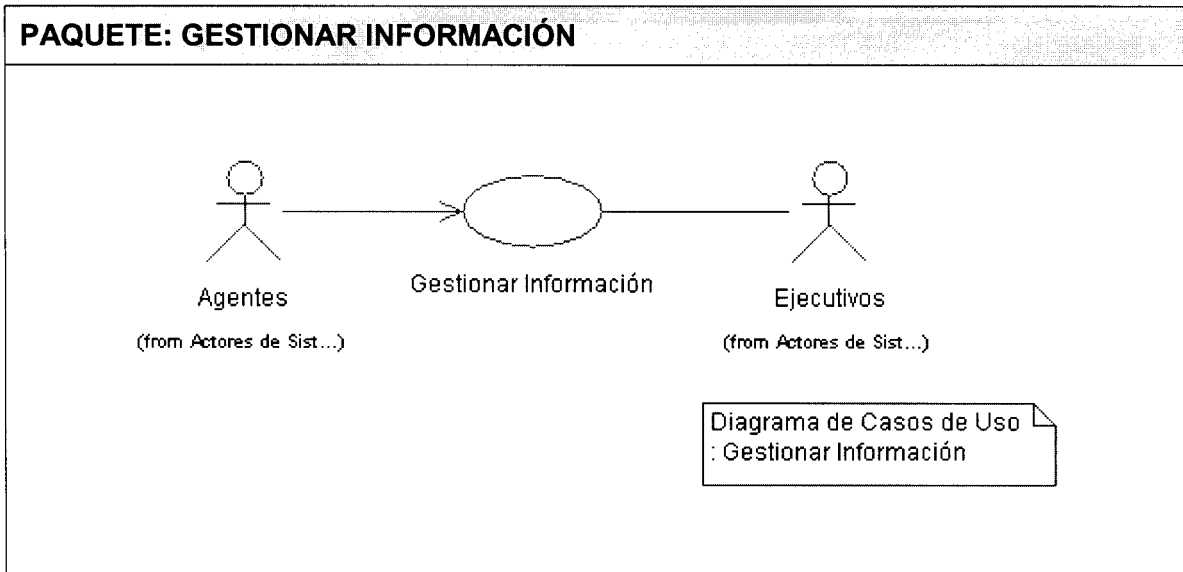 PAQUETE: GESTIONAR INFORMACIÓN
Agentes
(from Actores de Sist...)
Gestionar Información
Ejecutivos
(from Actores de Sist...)
Diagrama de Casos de Uso
: Gestionar Información